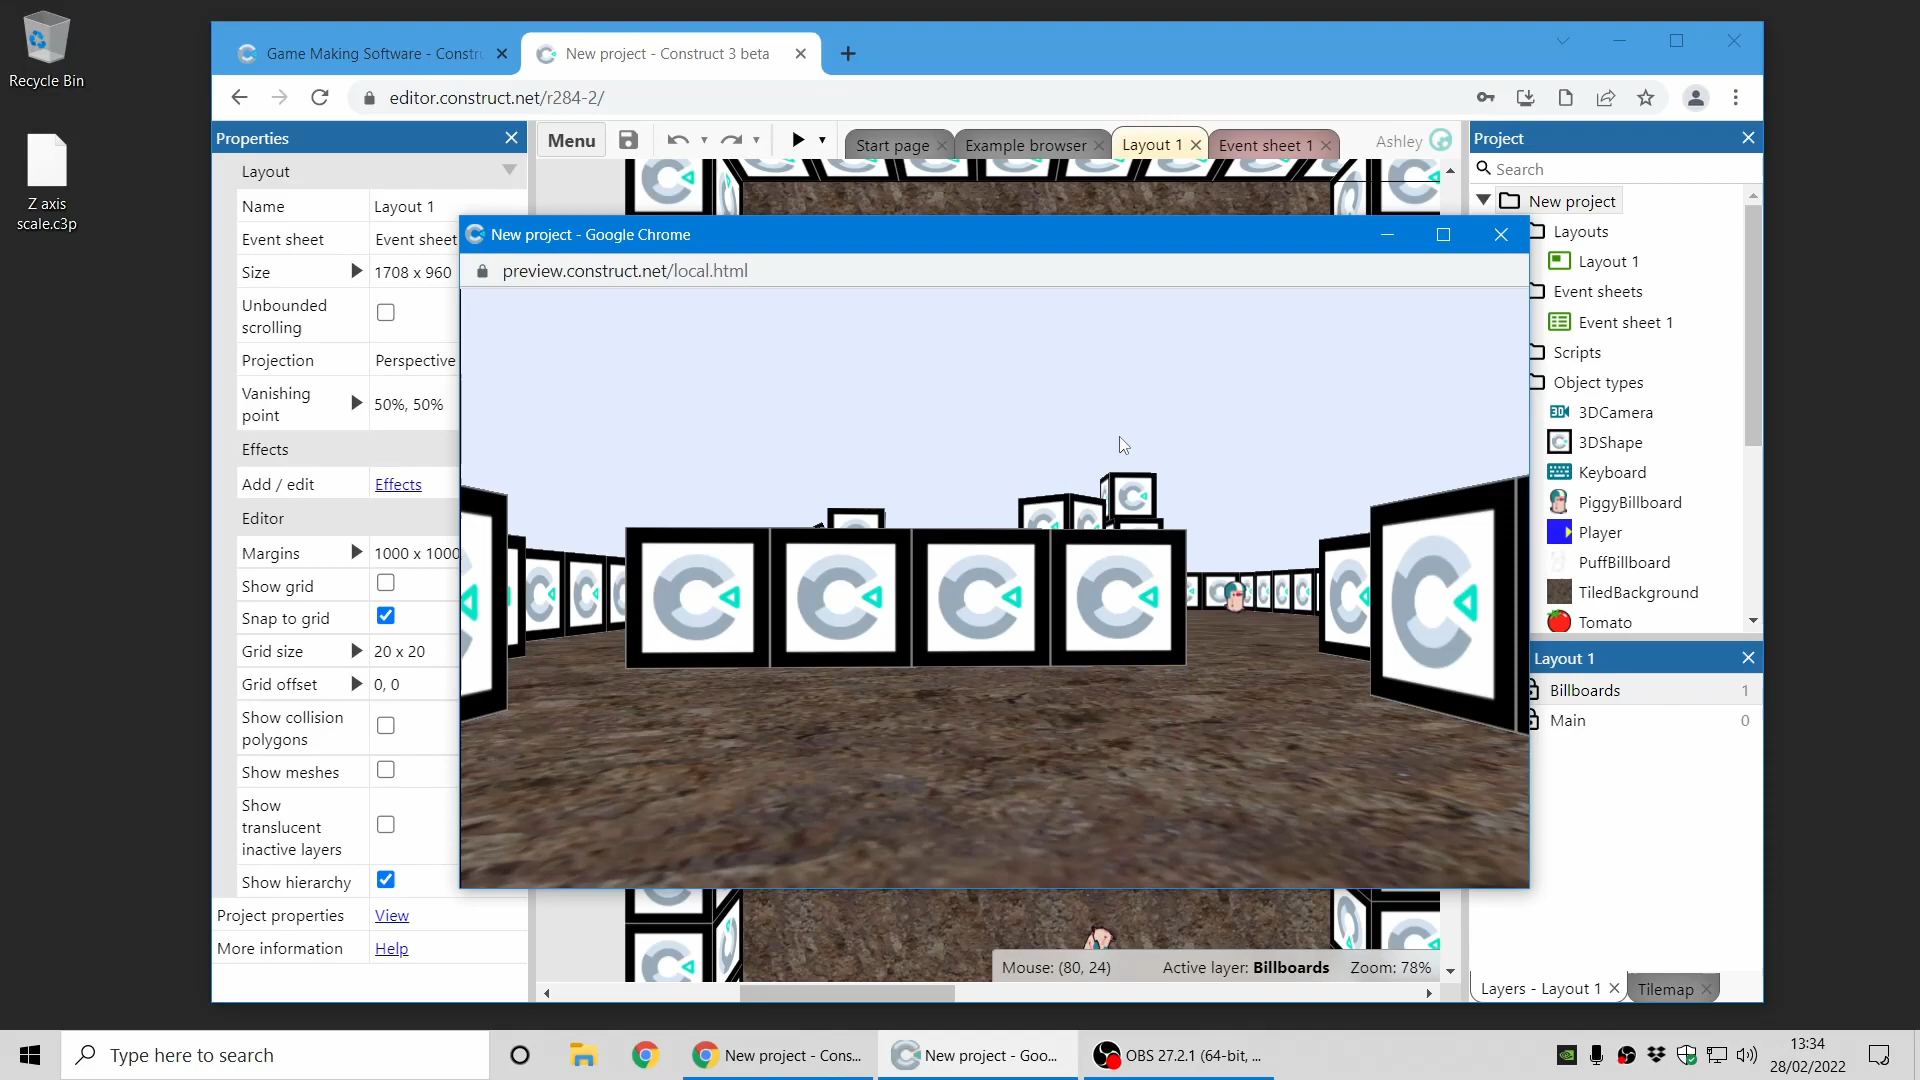 Recycle Bin
Z axis
scale.c3p
Game Making Software - Constru
New project - Construct 3 beta
editor.construct.net/r284-2/
Properties
Menu
Start page
Example browser
Layout 1
Event sheet 1
Ashley
Project
Layout
Name
Layout 1
Event sheet
Event sheet
Size
1708 x 960
Unbounded
scrolling
Projection
Perspective
Vanishing
point
50%, 50%
Effects
Add / edit
Effects
Editor
Margins
1000 x 1000
Show grid
Snap to grid
Grid size
20 x 20
Grid offset
0, 0
Show collision
polygons
Show meshes
Show
translucent
inactive layers
Show hierarchy
Project properties
View
More information
Help
New project - Google Chrome
preview.construct.net/local.html
Mouse: (80, 24)
Active layer: Billboards
Zoom: 78%
Search
New project
Layouts
Layout 1
Event sheets
Event sheet 1
Scripts
Object types
3D
3DCamera
3DShape
Keyboard
PiggyBillboard
Player
PuffBillboard
TiledBackground
Tomato
Layout 1
Billboards
1
Main
0
Layers - Layout 1
Tilemap
Type here to search
New project - Cons...
New project - Goo...
OBS 27.2.1 (64-bit, ...
13:34
28/02/2022